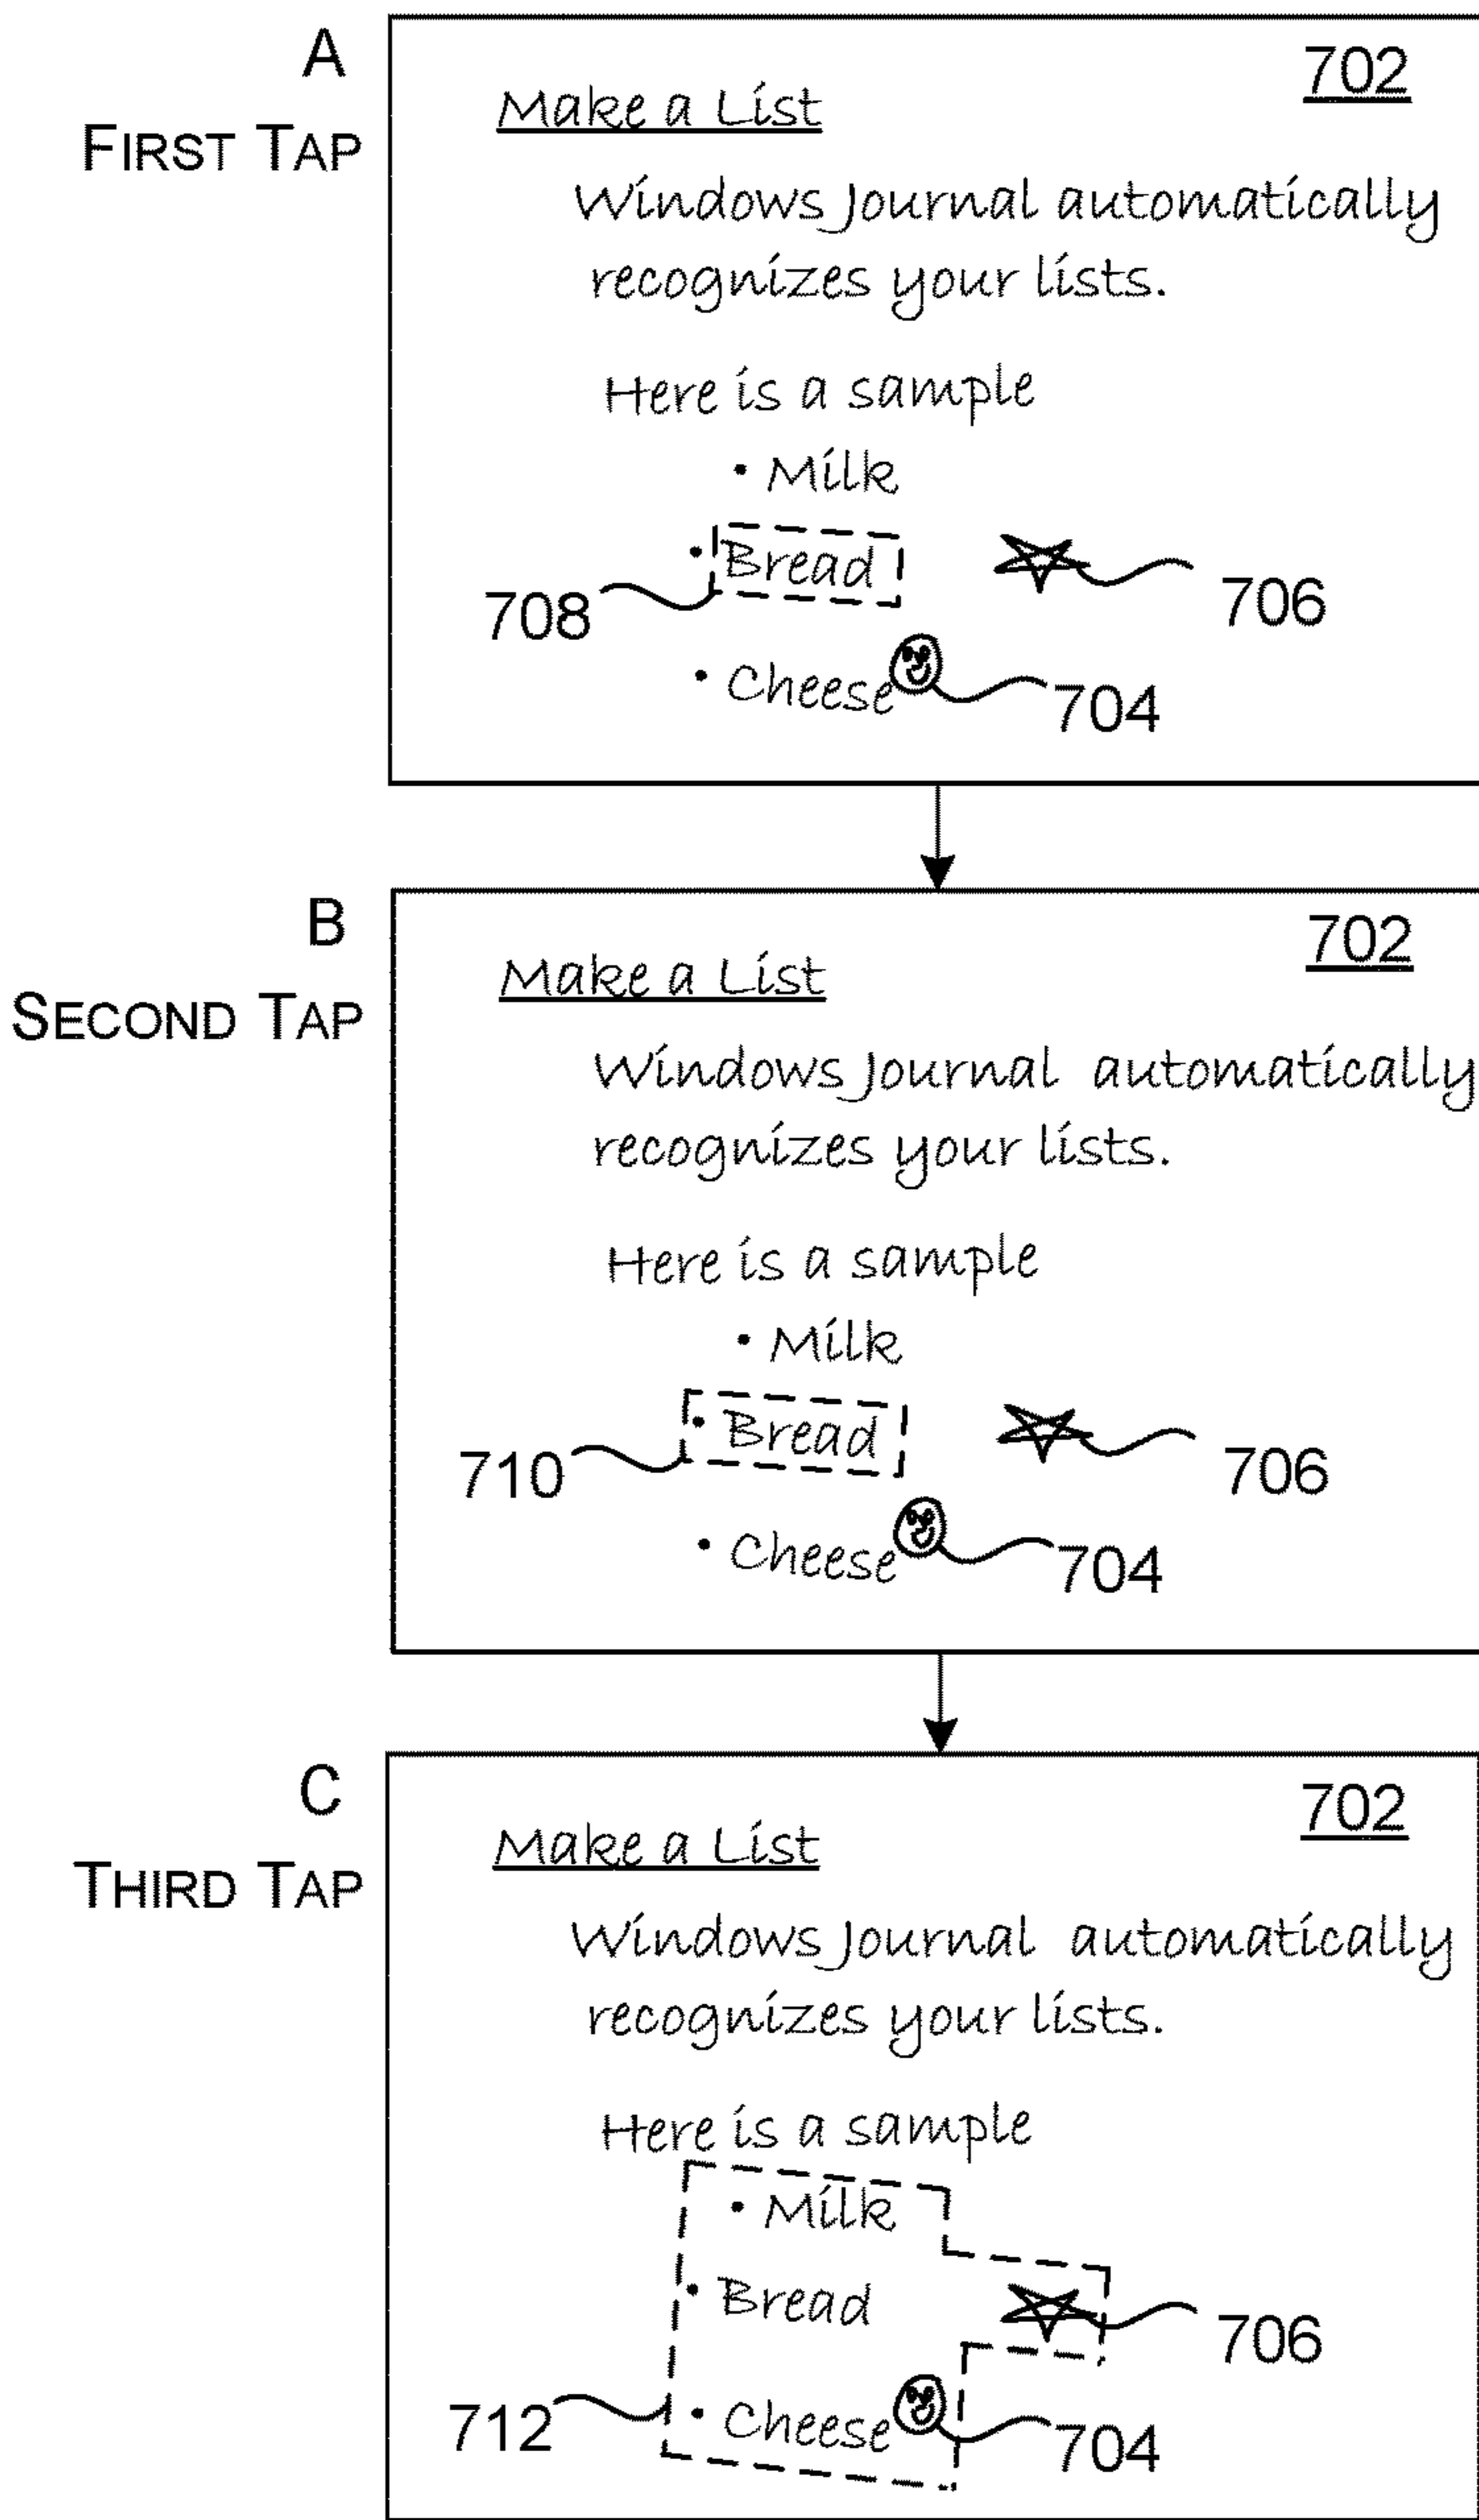 A
FIRST TAP
702
Make a List
Windows Journal automatically
recognizes your lists.
Here is a sample
• Milk
• Bread
708
706
• Cheese
704
B
SECOND TAP
702
Make a List
Windows Journal automatically
recognizes your lists.
Here is a sample
• Milk
• Bread
710
706
• Cheese
704
C
THIRD TAP
702
Make a List
Windows Journal automatically
recognizes your lists.
Here is a sample
• Milk
• Bread
706
712
• Cheese
704